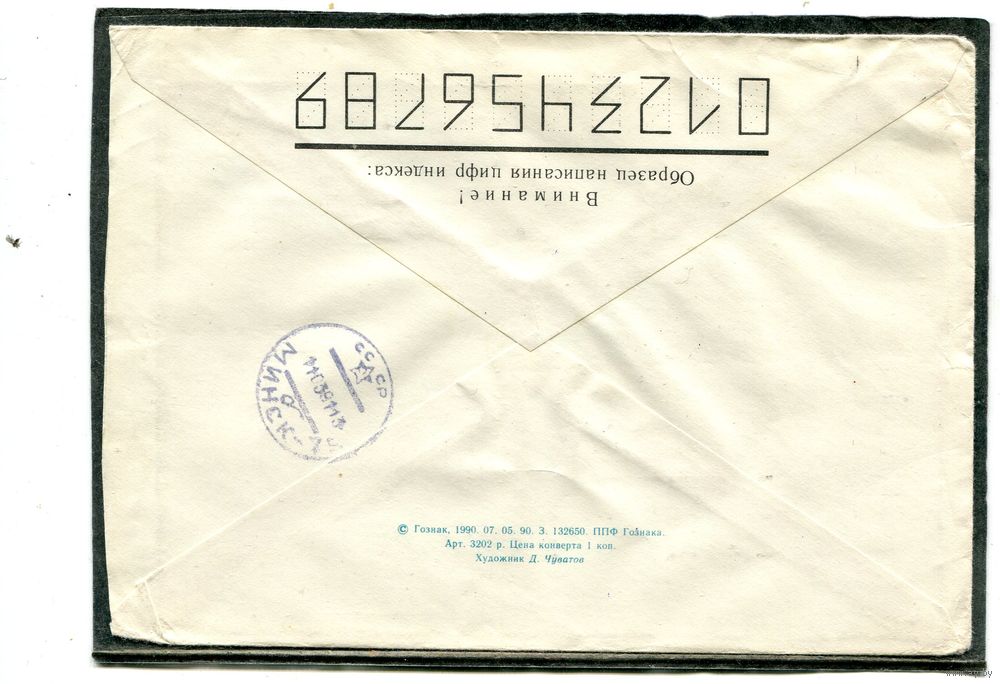 Внимание!
Образец написания цифр индекса:
0123456789
СССР
МИНСК
© Гознак, 1990. 07. 05. 90. З. 132650. ППФ Гознака.
Арт. 3202 р. Цена конверта 1 коп.
Художник Д. Чуватов